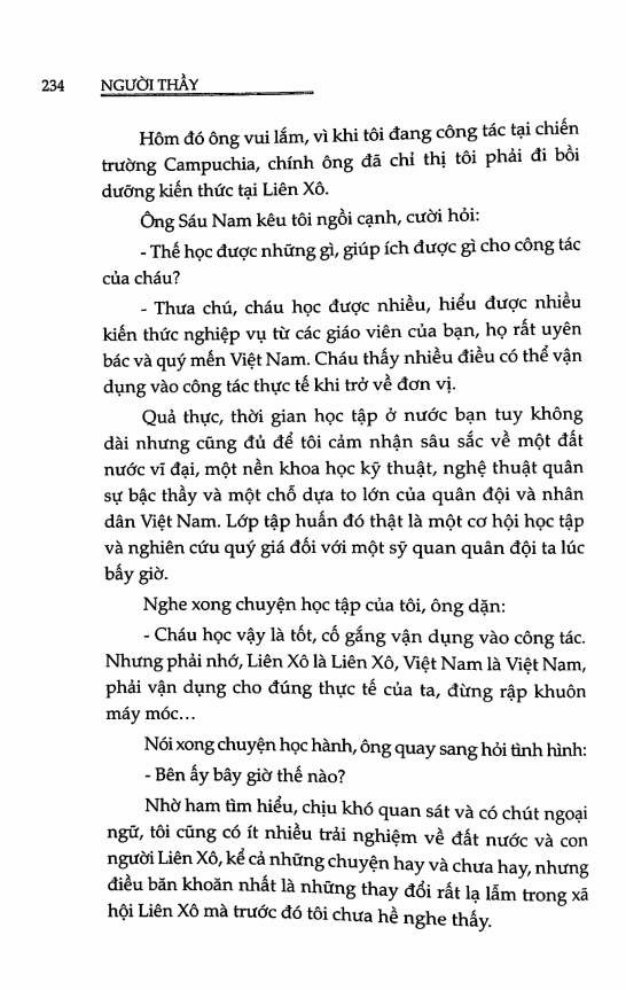 234 NGƯỜI THẦY
Hôm đó ông vui lắm, vì khi tôi đang công tác tại chiến
trường Campuchia, chính ông đã chỉ thị tôi phải đi bồi
dưỡng kiến thức tại Liên Xô.
Ông Sáu Nam kêu tôi ngồi cạnh, cười hỏi:
- Thế học được những gì, giúp ích được gì cho công tác
của cháu?
- Thưa chú, cháu học được nhiều, hiểu được nhiều
kiến thức nghiệp vụ từ các giáo viên của bạn, họ rất uyên
bác và quý mến Việt Nam. Cháu thấy nhiều điều có thể vận
dụng vào công tác thực tế khi trở về đơn vị.
Quả thực, thời gian học tập ở nước bạn tuy không
dài nhưng cũng đủ để tôi cảm nhận sâu sắc về một đất
nước vĩ đại, một nền khoa học kỹ thuật, nghệ thuật quân
sự bậc thầy và một chỗ dựa to lớn của quân đội và nhân
dân Việt Nam. Lớp tập huấn đó thật là một cơ hội học tập
và nghiên cứu quý giá đối với một sỹ quan quân đội ta lúc
bấy giờ.
Nghe xong chuyện học tập của tôi, ông dặn:
- Cháu học vậy là tốt, cố gắng vận dụng vào công tác.
Nhưng phải nhớ, Liên Xô là Liên Xô, Việt Nam là Việt Nam,
phải vận dụng cho đúng thực tế của ta, đừng rập khuôn
máy móc...
Nói xong chuyện học hành, ông quay sang hỏi tình hình:
- Bên ấy bây giờ thế nào?
Nhờ ham tìm hiểu, chịu khó quan sát và có chút ngoại
ngữ, tôi cũng có ít nhiều trải nghiệm về đất nước và con
người Liên Xô, kể cả những chuyện hay và chưa hay, nhưng
điều băn khoăn nhất là những thay đổi rất lạ lẫm trong xã
hội Liên Xô mà trước đó tôi chưa hề nghe thấy.